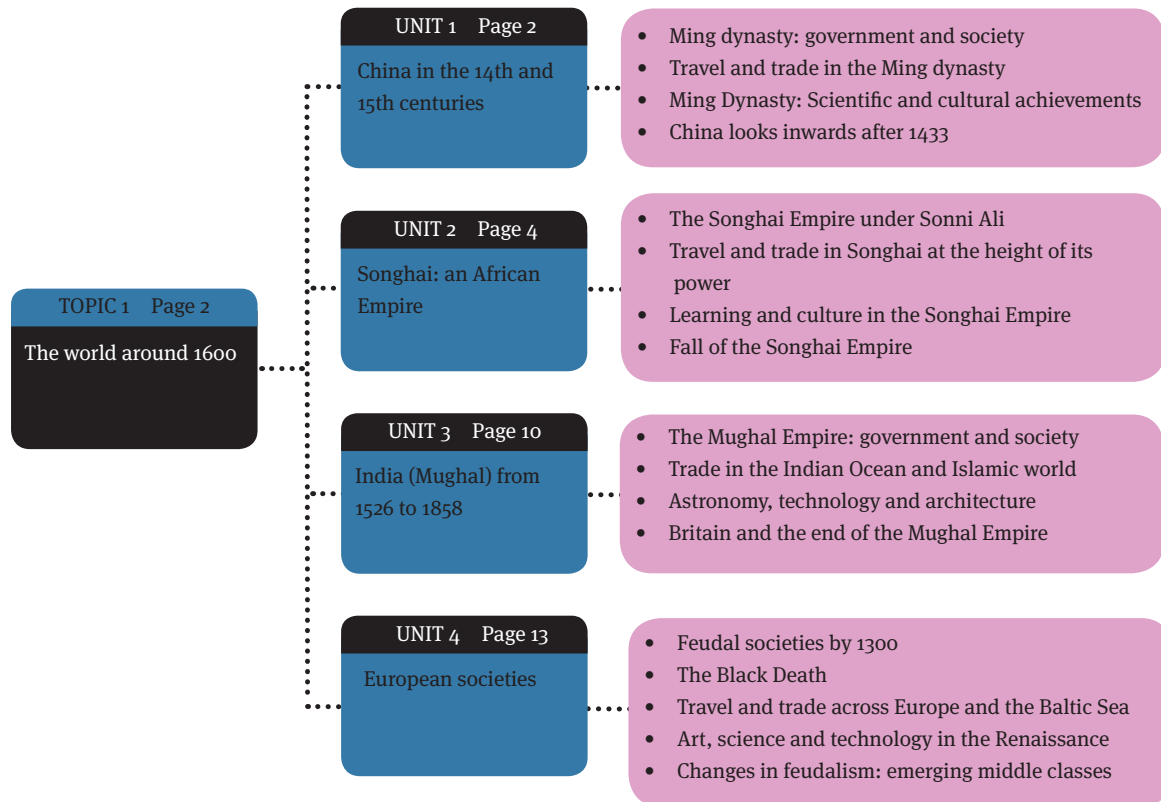 TOPIC 1 Page 2
The world around 1600
UNIT 1 Page 2
China in the 14th and
15th centuries
• Ming dynasty: government and society
• Travel and trade in the Ming dynasty
• Ming Dynasty: Scientific and cultural achievements
• China looks inwards after 1433
UNIT 2 Page 4
Songhai: an African
Empire
• The Songhai Empire under Sonni Ali
• Travel and trade in Songhai at the height of its
power
• Learning and culture in the Songhai Empire
• Fall of the Songhai Empire
UNIT 3 Page 10
India (Mughal) from
1526 to 1858
• The Mughal Empire: government and society
• Trade in the Indian Ocean and Islamic world
• Astronomy, technology and architecture
• Britain and the end of the Mughal Empire
UNIT 4 Page 13
European societies
• Feudal societies by 1300
• The Black Death
• Travel and trade across Europe and the Baltic Sea
• Art, science and technology in the Renaissance
• Changes in feudalism: emerging middle classes